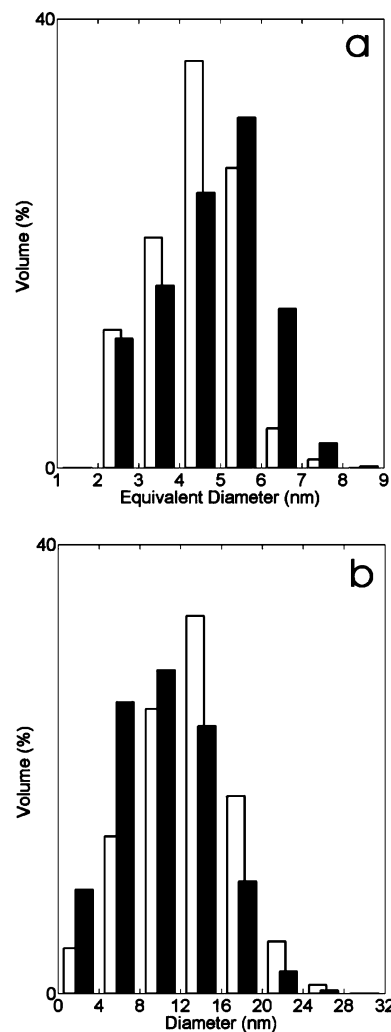 40
a
Volume (%)
0
1 2 3 4 5 6 7 8 9
Equivalent Diameter (nm)
40
b
Volume (%)
0
0 4 8 12 16 20 24 28 32
Diameter (nm)